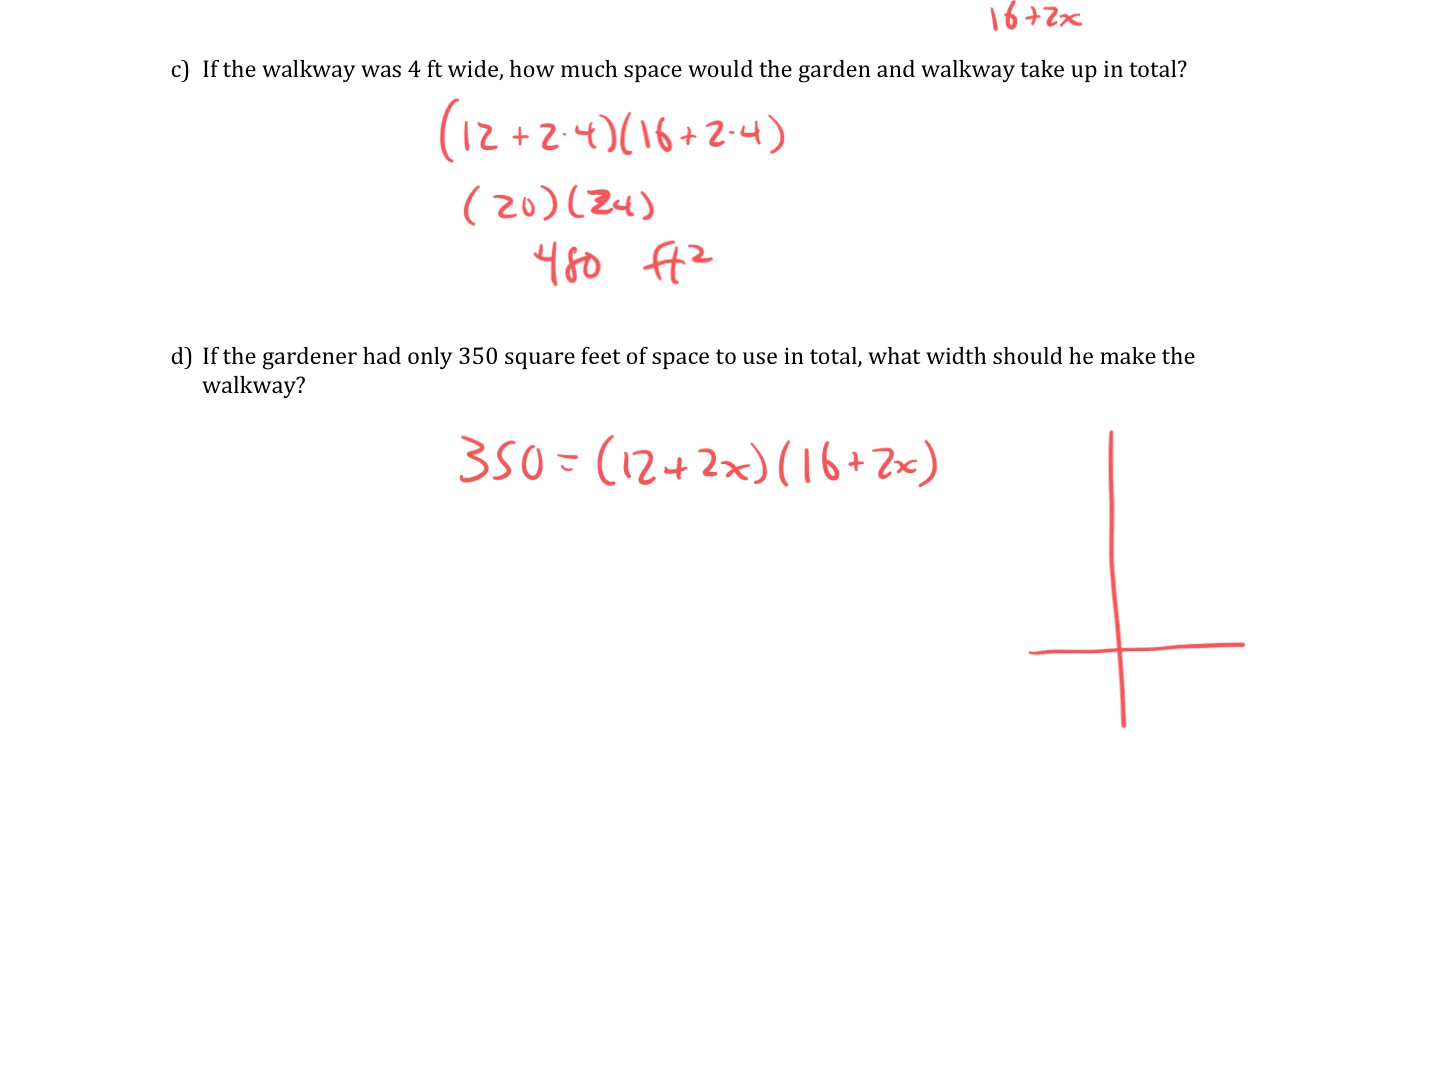 16+2x
c) If the walkway was 4 ft wide, how much space would the garden and walkway take up in total?
(12+2·4)(16+2·4)
(20)(24)
480 ft²
d) If the gardener had only 350 square feet of space to use in total, what width should he make the
walkway?
350=(12+2x)(16+2x)